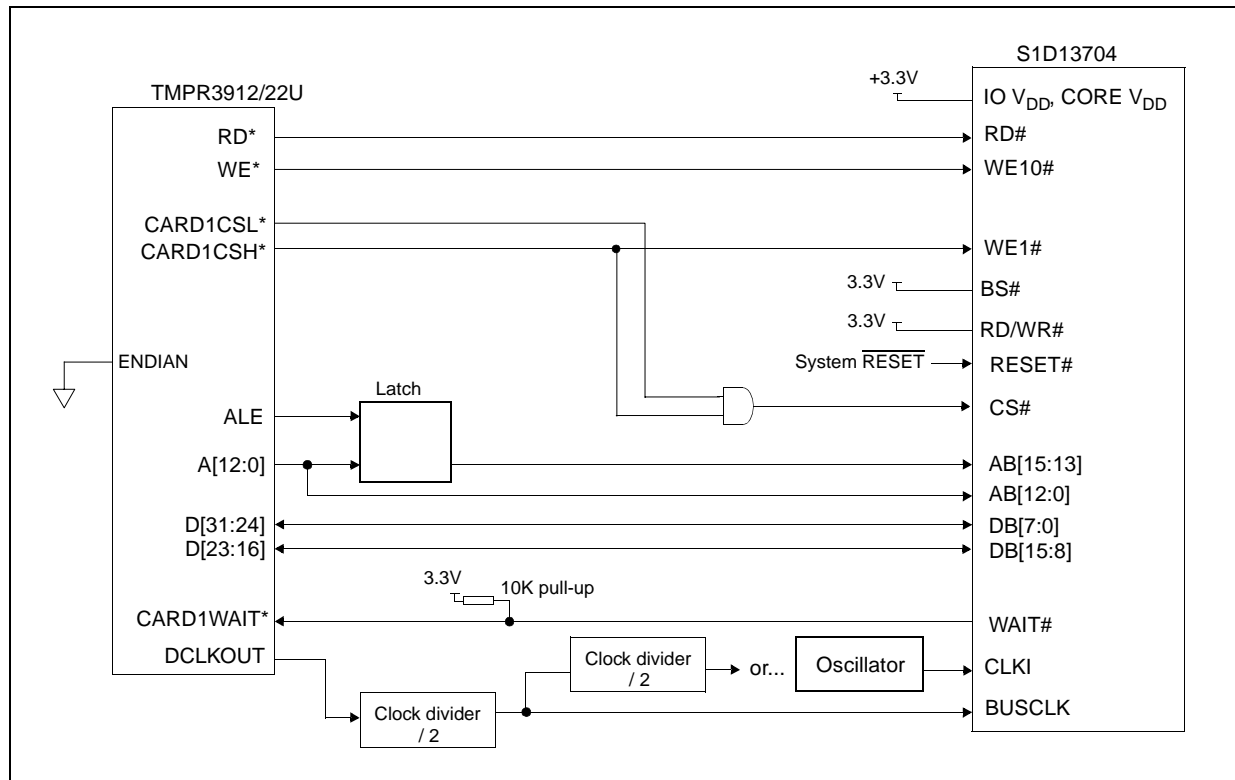 S1D13704
TMPR3912/22U
+3.3V
IO VDD, CORE VDD
RD*
RD#
WE*
WE10#
CARD1CSL*
CARD1CSH*
WE1#
3.3V
BS#
3.3V
RD/WR#
ENDIAN
System RESET
RESET#
Latch
ALE
CS#
A[12:0]
AB[15:13]
AB[12:0]
D[31:24]
DB[7:0]
D[23:16]
DB[15:8]
3.3V
10K pull-up
CARD1WAIT*
WAIT#
DCLKOUT
Clock divider
/ 2
or...
Oscillator
CLKI
Clock divider
/ 2
BUSCLK